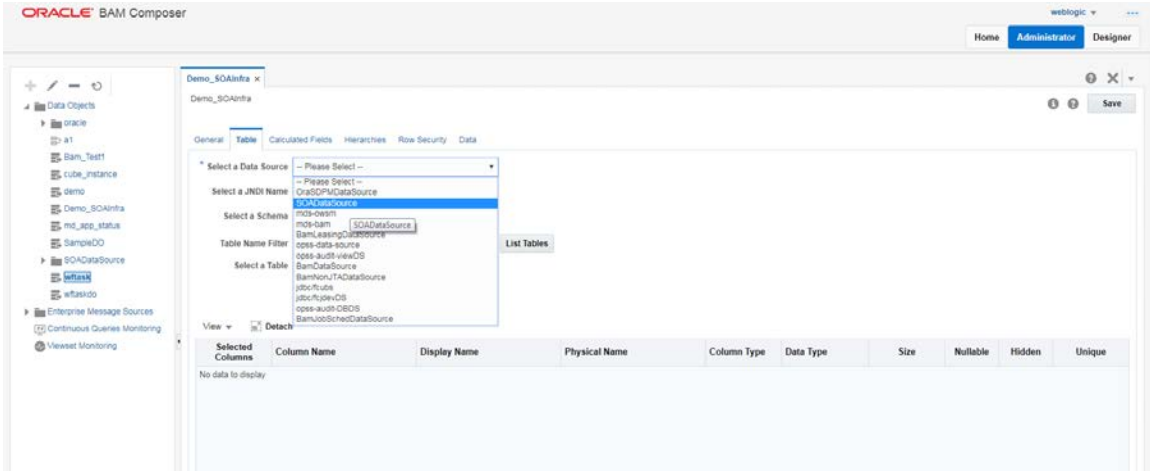 ORACLE BAM Composer
weblogic
Home Administrator Designer
Data Objects
oracle
a1
Bam_Test1
cube_instance
demo
Demo_SOAInfra
md_app_status
SampleDO
SOADataSource
wftask
wftaskdo
Enterprise Message Sources
Continuous Queries Monitoring
Viewset Monitoring
Demo_SOAInfra ×
Demo_SOAInfra
Save
General Table Calculated Fields Hierarchies Row Security Data
* Select a Data Source -- Please Select --
-- Please Select --
Select a JNDI Name OraSDPMDataSource
SOADataSource
Select a Schema mds-owsm
mds-bam SOADataSource
BamLeasingDataSource
Table Name Filter opss-data-source List Tables
opss-audit-viewDS
Select a Table BamDataSource
BamNonJTADataSource
jdbc/fcubs
jdbc/fcjdevDS
opss-audit-DBDS
BamJobSchedDataSource
View Detach
Selected Columns Column Name Display Name Physical Name Column Type Data Type Size Nullable Hidden Unique
No data to display